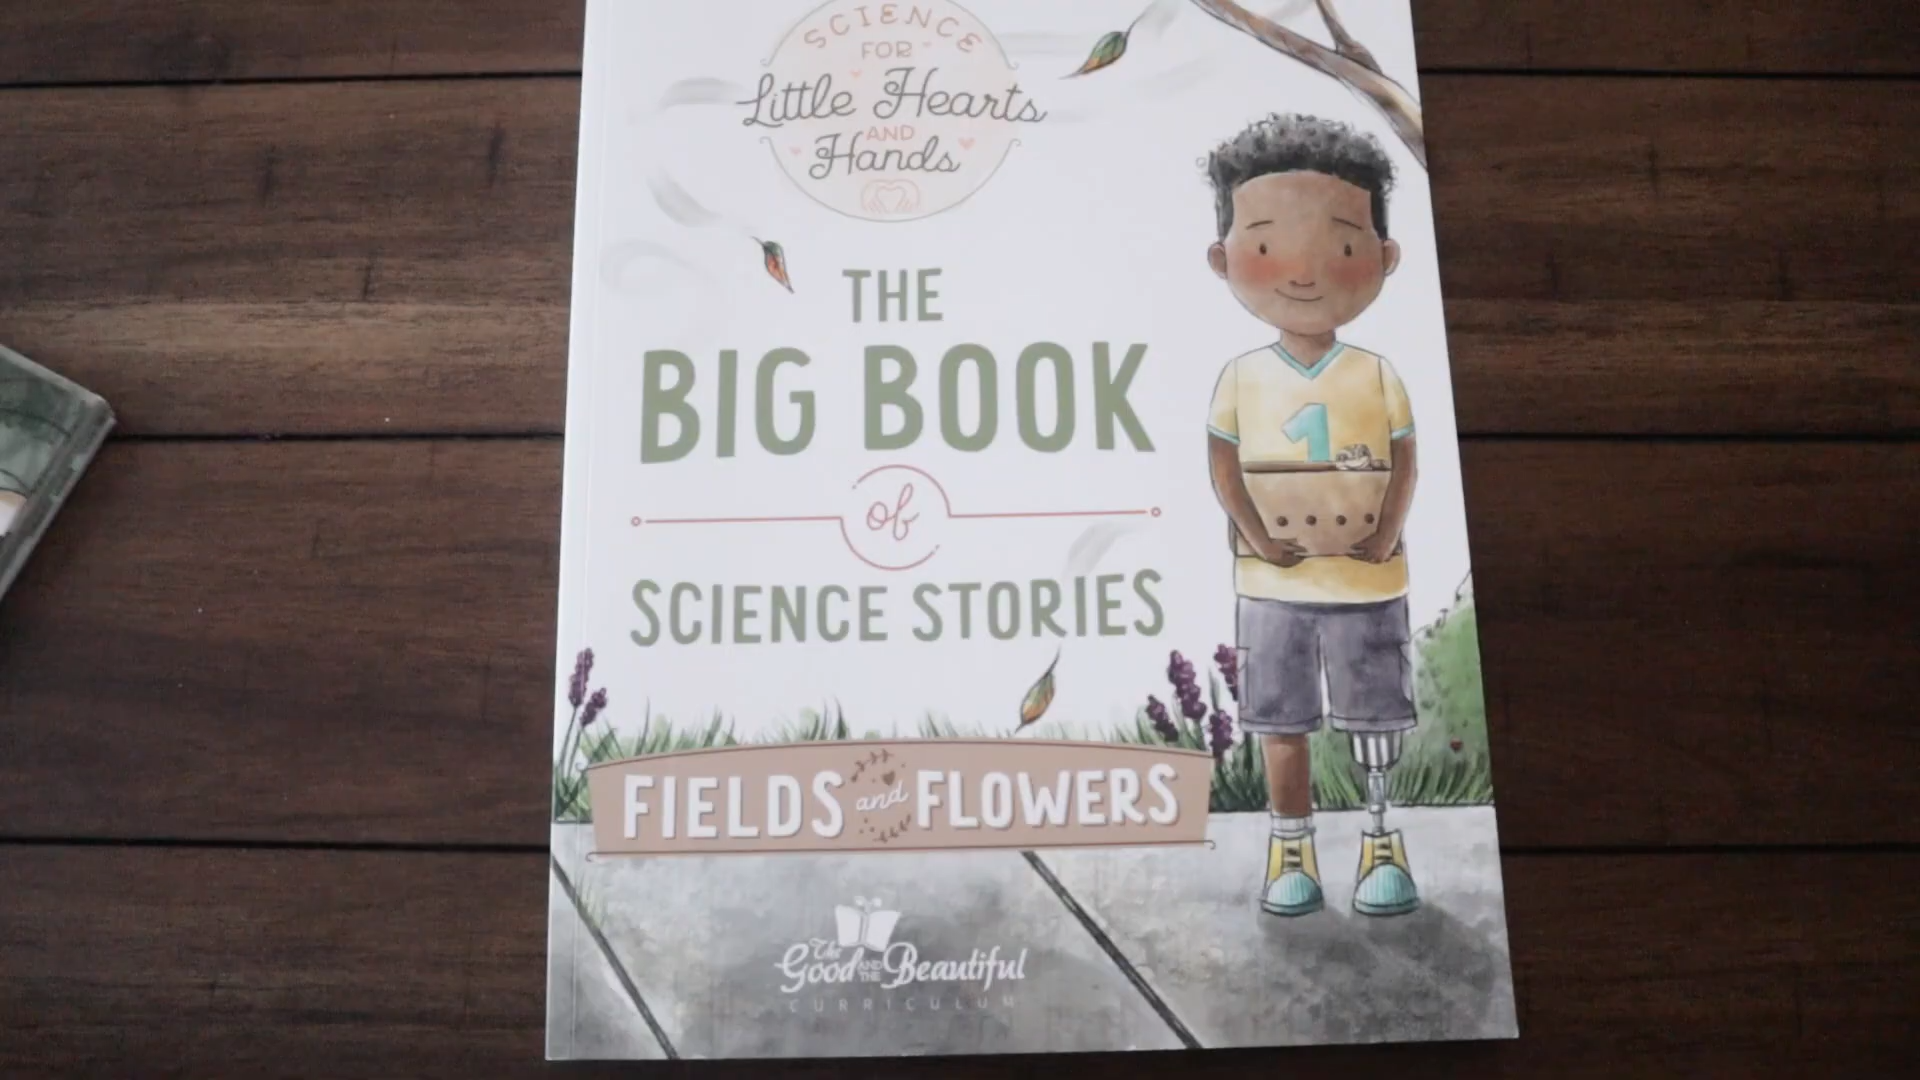 SCIENCE
FOR
Little Hearts
AND
Hands
THE
BIG BOOK
of
SCIENCE STORIES
1
FIELDS and FLOWERS
The
Good AND THE Beautiful
CURRICULUM